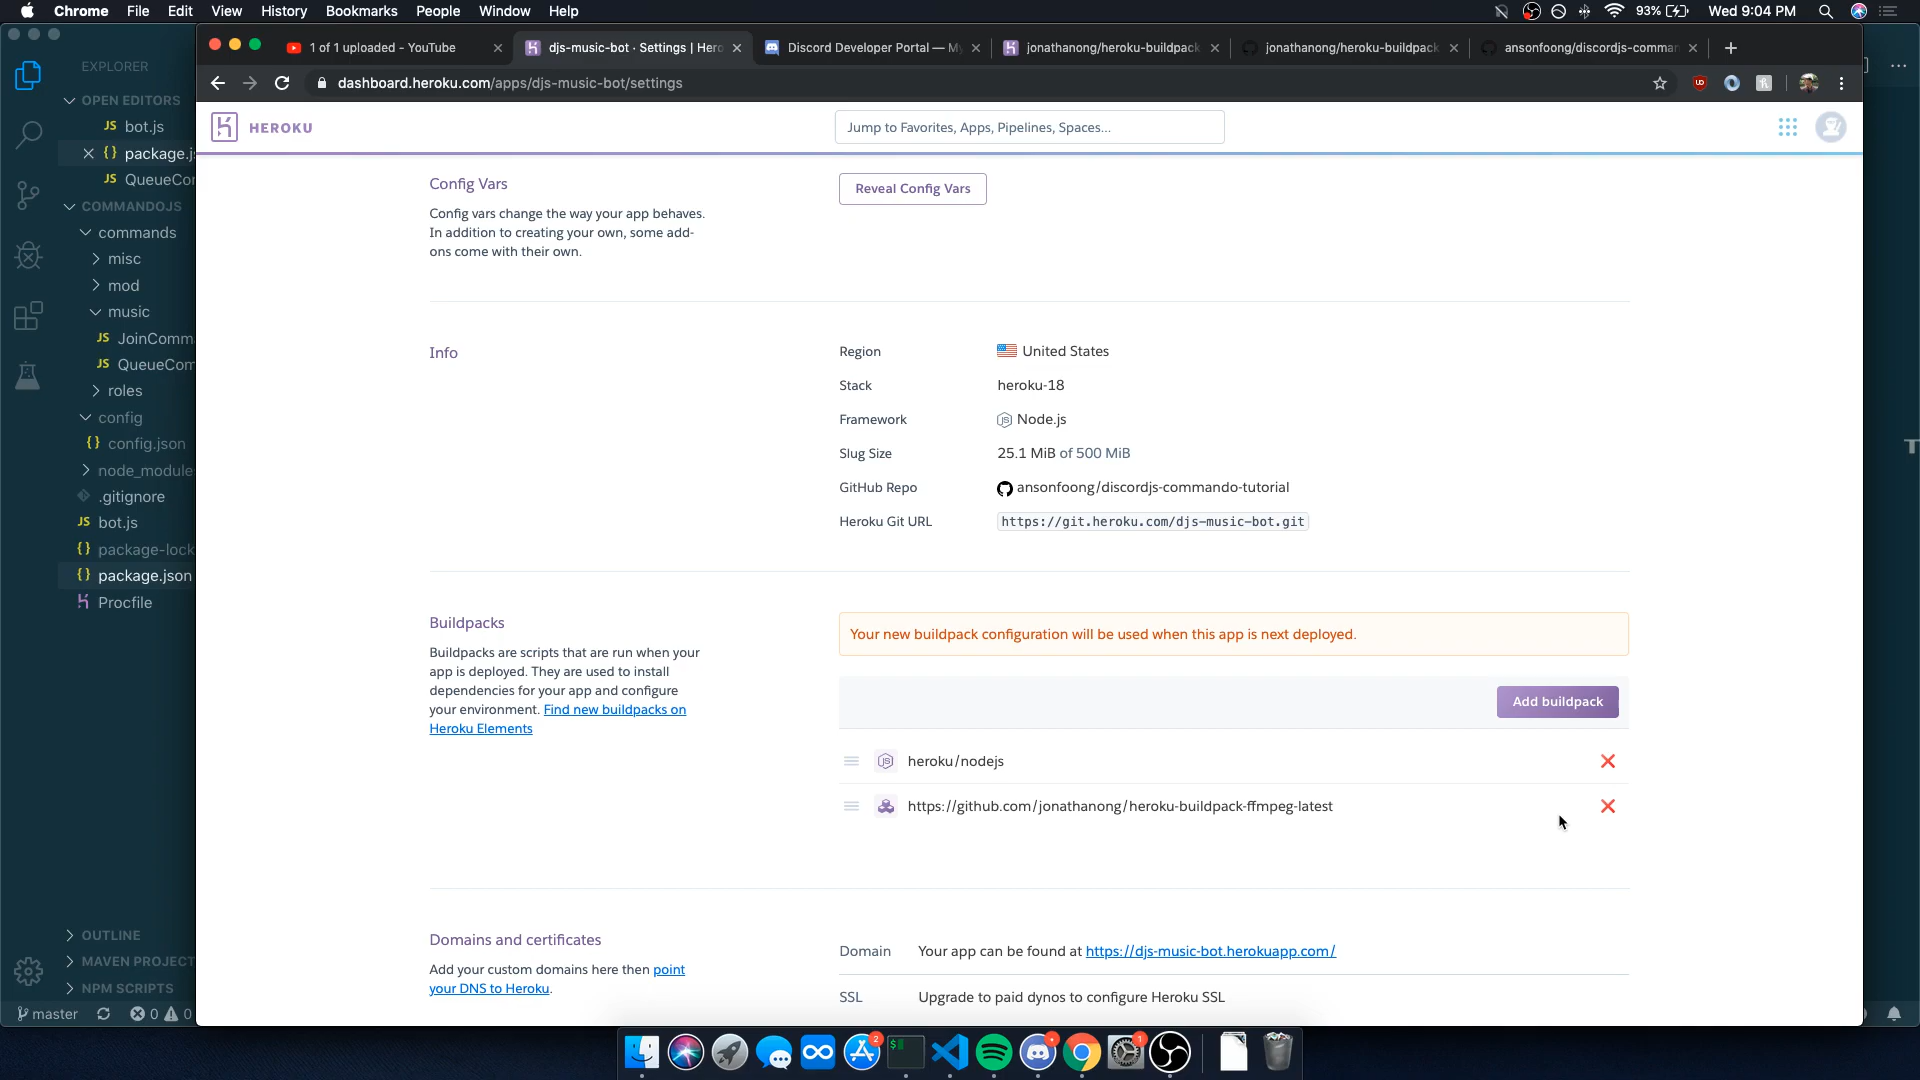 Chrome File Edit View History Bookmarks People Window Help
93% Wed 9:04 PM
1 of 1 uploaded - YouTube
djs-music-bot · Settings | Hero
Discord Developer Portal — My
jonathanong/heroku-buildpack
jonathanong/heroku-buildpack
ansonfoong/discordjs-comman
dashboard.heroku.com/apps/djs-music-bot/settings
EXPLORER
OPEN EDITORS
JS bot.js
{ } package.js
JS QueueCom
COMMANDOJS
commands
misc
mod
music
JS JoinComm
JS QueueCom
roles
config
{ } config.json
node_module
.gitignore
JS bot.js
{ } package-lock
{ } package.json
Procfile
OUTLINE
MAVEN PROJECT
NPM SCRIPTS
master 0 0
HEROKU
Jump to Favorites, Apps, Pipelines, Spaces...
Config Vars
Config vars change the way your app behaves.
In addition to creating your own, some add-
ons come with their own.
Reveal Config Vars
Info
Region United States
Stack heroku-18
Framework Node.js
Slug Size 25.1 MiB of 500 MiB
GitHub Repo ansonfoong/discordjs-commando-tutorial
Heroku Git URL https://git.heroku.com/djs-music-bot.git
Buildpacks
Buildpacks are scripts that are run when your
app is deployed. They are used to install
dependencies for your app and configure
your environment. Find new buildpacks on
Heroku Elements
Your new buildpack configuration will be used when this app is next deployed.
Add buildpack
heroku/nodejs
https://github.com/jonathanong/heroku-buildpack-ffmpeg-latest
Domains and certificates
Add your custom domains here then point
your DNS to Heroku.
Domain Your app can be found at https://djs-music-bot.herokuapp.com/
SSL Upgrade to paid dynos to configure Heroku SSL
2
1